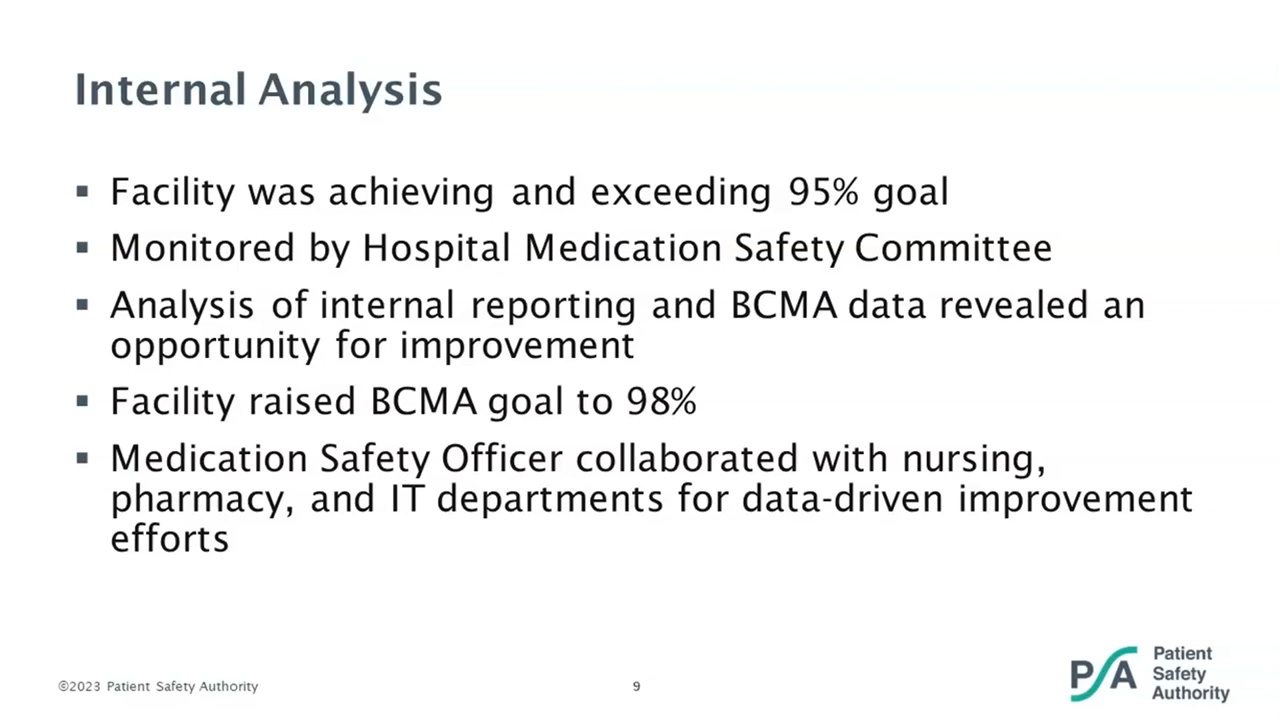 Internal Analysis
▪ Facility was achieving and exceeding 95% goal
▪ Monitored by Hospital Medication Safety Committee
▪ Analysis of internal reporting and BCMA data revealed an
opportunity for improvement
▪ Facility raised BCMA goal to 98%
▪ Medication Safety Officer collaborated with nursing,
pharmacy, and IT departments for data-driven improvement
efforts
©2023 Patient Safety Authority
9
PSA
Patient
Safety
Authority